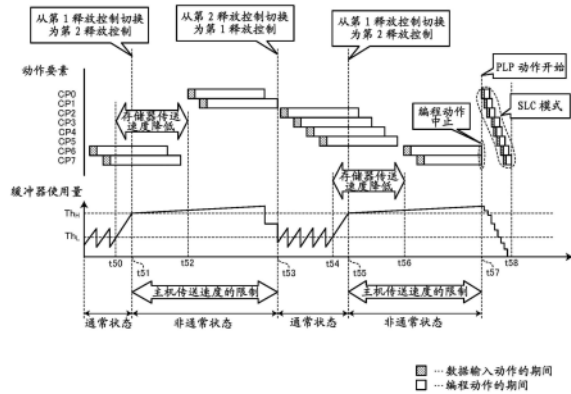 从第1释放控制切换
为第2释放控制
从第2释放控制切换
为第1释放控制
从第1释放控制切换
为第2释放控制
PLP 动作开始
动作要素
CP0
CP1
CP2
CP3
CP4
CP5
CP6
CP7
存储器传送
速度降低
SLC 模式
编程动作
中止
存储器传送
速度降低
缓冲器使用量
ThH
ThL
t50
t51
t52
t53
t54
t55
t56
t57
t58
主机传送速度的限制
主机传送速度的限制
通常状态
非通常状态
通常状态
非通常状态
…数据输入动作的期间
…编程动作的期间